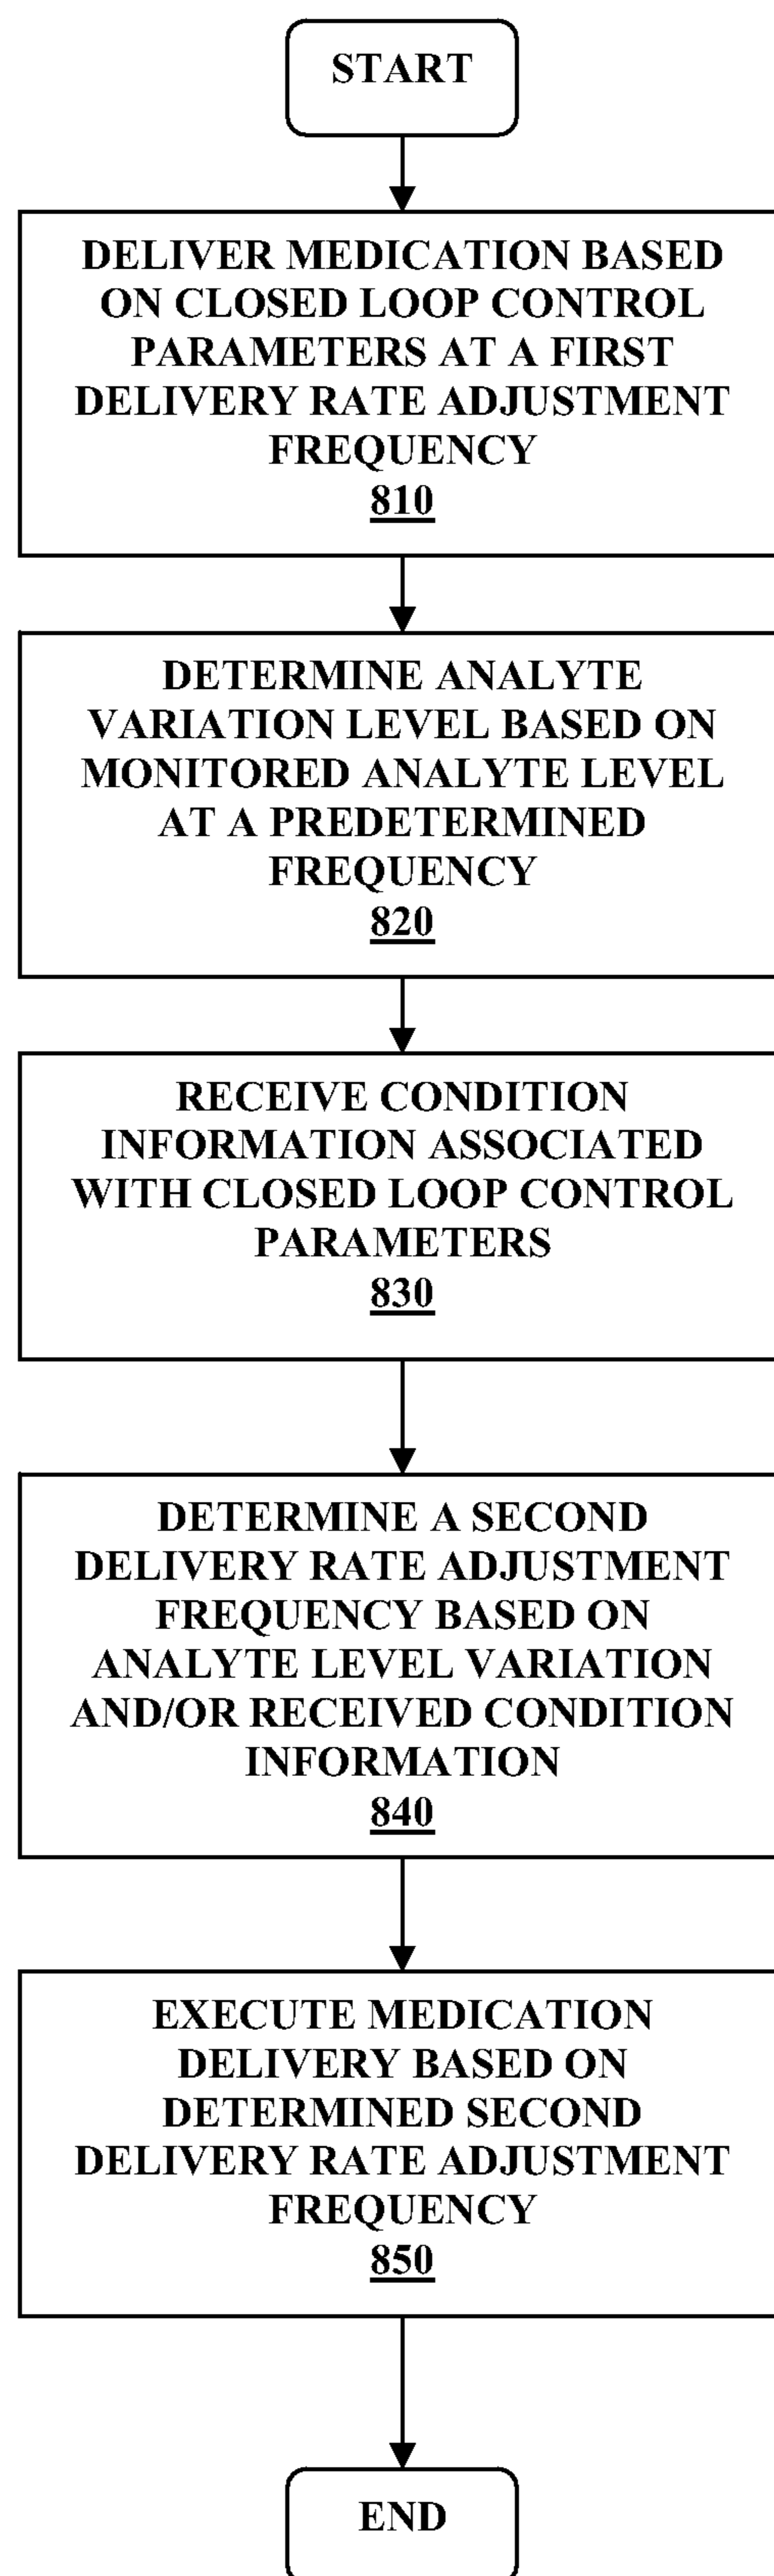 START
DELIVER MEDICATION BASED
ON CLOSED LOOP CONTROL
PARAMETERS AT A FIRST
DELIVERY RATE ADJUSTMENT
FREQUENCY
810
DETERMINE ANALYTE
VARIATION LEVEL BASED ON
MONITORED ANALYTE LEVEL
AT A PREDETERMINED
FREQUENCY
820
RECEIVE CONDITION
INFORMATION ASSOCIATED
WITH CLOSED LOOP CONTROL
PARAMETERS
830
DETERMINE A SECOND
DELIVERY RATE ADJUSTMENT
FREQUENCY BASED ON
ANALYTE LEVEL VARIATION
AND/OR RECEIVED CONDITION
INFORMATION
840
EXECUTE MEDICATION
DELIVERY BASED ON
DETERMINED SECOND
DELIVERY RATE ADJUSTMENT
FREQUENCY
850
END